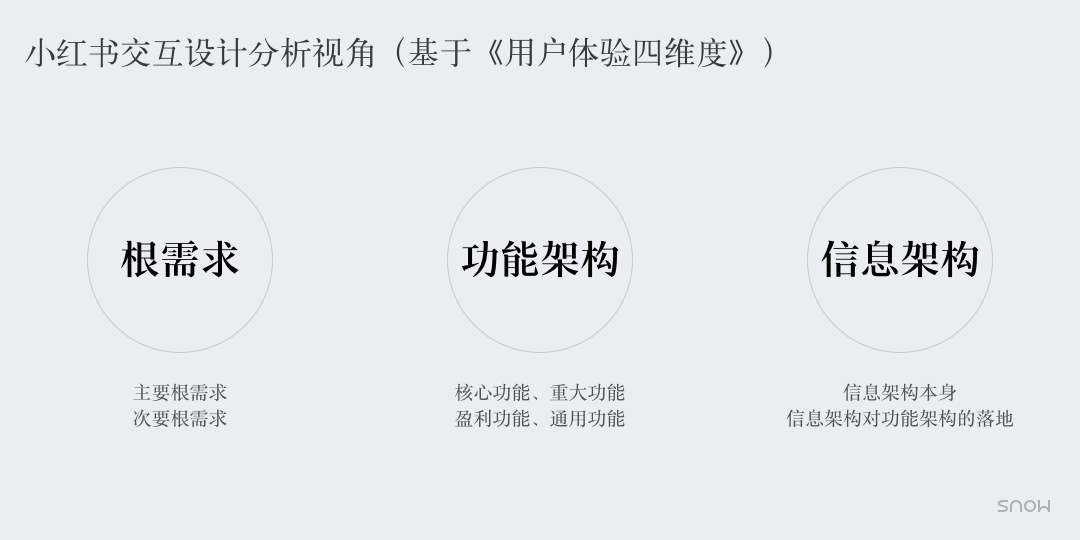 小红书交互设计分析视角（基于《用户体验四维度》）
根需求
主要根需求
次要根需求
功能架构
核心功能、重大功能
盈利功能、通用功能
信息架构
信息架构本身
信息架构对功能架构的落地
snow